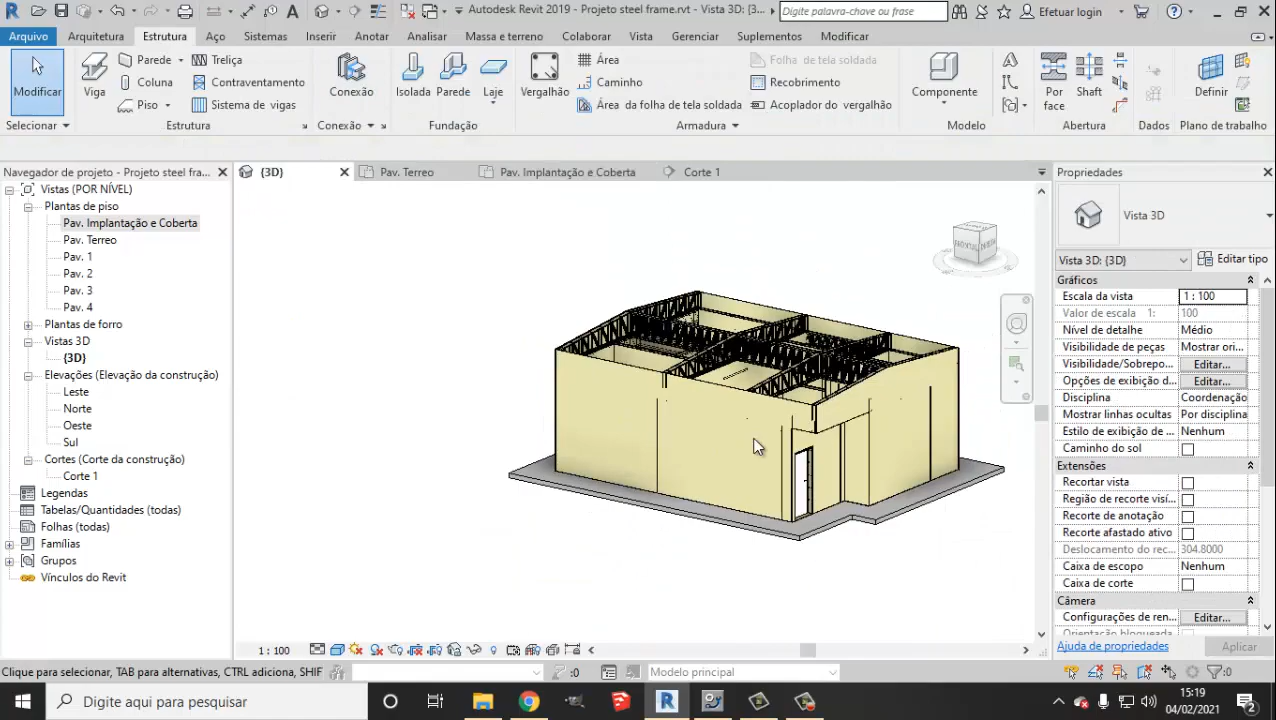 Autodesk Revit 2019 - Projeto steel frame.rvt - Vista 3D: {3...
Digite palavra-chave ou frase
Efetuar login
Arquivo Arquitetura Estrutura Aço Sistemas Inserir Anotar Analisar Massa e terreno Colaborar Vista Gerenciar Suplementos Modificar
Modificar
Selecionar
Viga
Parede
Coluna
Piso
Treliça
Contraventamento
Sistema de vigas
Estrutura
Conexão
Conexão
Isolada Parede Laje
Fundação
Vergalhão
Área
Caminho
Área da folha de tela soldada
Folha de tela soldada
Recobrimento
Acoplador do vergalhão
Armadura
Componente
Modelo
Por face
Shaft
Abertura
Dados
Definir
Plano de trabalho
Navegador de projeto - Projeto steel fra...
Vistas (POR NÍVEL)
Plantas de piso
Pav. Implantação e Coberta
Pav. Terreo
Pav. 1
Pav. 2
Pav. 3
Pav. 4
Plantas de forro
Vistas 3D
{3D}
Elevações (Elevação da construção)
Leste
Norte
Oeste
Sul
Cortes (Corte da construção)
Corte 1
Legendas
Tabelas/Quantidades (todas)
Folhas (todas)
Famílias
Grupos
Vínculos do Revit
{3D} Pav. Terreo Pav. Implantação e Coberta Corte 1
Propriedades
Vista 3D
Vista 3D: {3D} Editar tipo
Gráficos
Escala da vista 1 : 100
Valor de escala 1: 100
Nível de detalhe Médio
Visibilidade de peças Mostrar ori...
Visibilidade/Sobrepo... Editar...
Opções de exibição d... Editar...
Disciplina Coordenação
Mostrar linhas ocultas Por disciplina
Estilo de exibição de ... Nenhum
Caminho do sol
Extensões
Recortar vista
Região de recorte visí...
Recorte de anotação
Recorte afastado ativo
Deslocamento do rec... 304.8000
Caixa de escopo Nenhum
Caixa de corte
Câmera
Configurações de ren... Editar...
Orientação bloqueada
Ajuda de propriedades Aplicar
1 : 100
Clique para selecionar, TAB para alternativas, CTRL adiciona, SHIF
:0
Modelo principal
:0
Digite aqui para pesquisar
15:19
04/02/2021
2